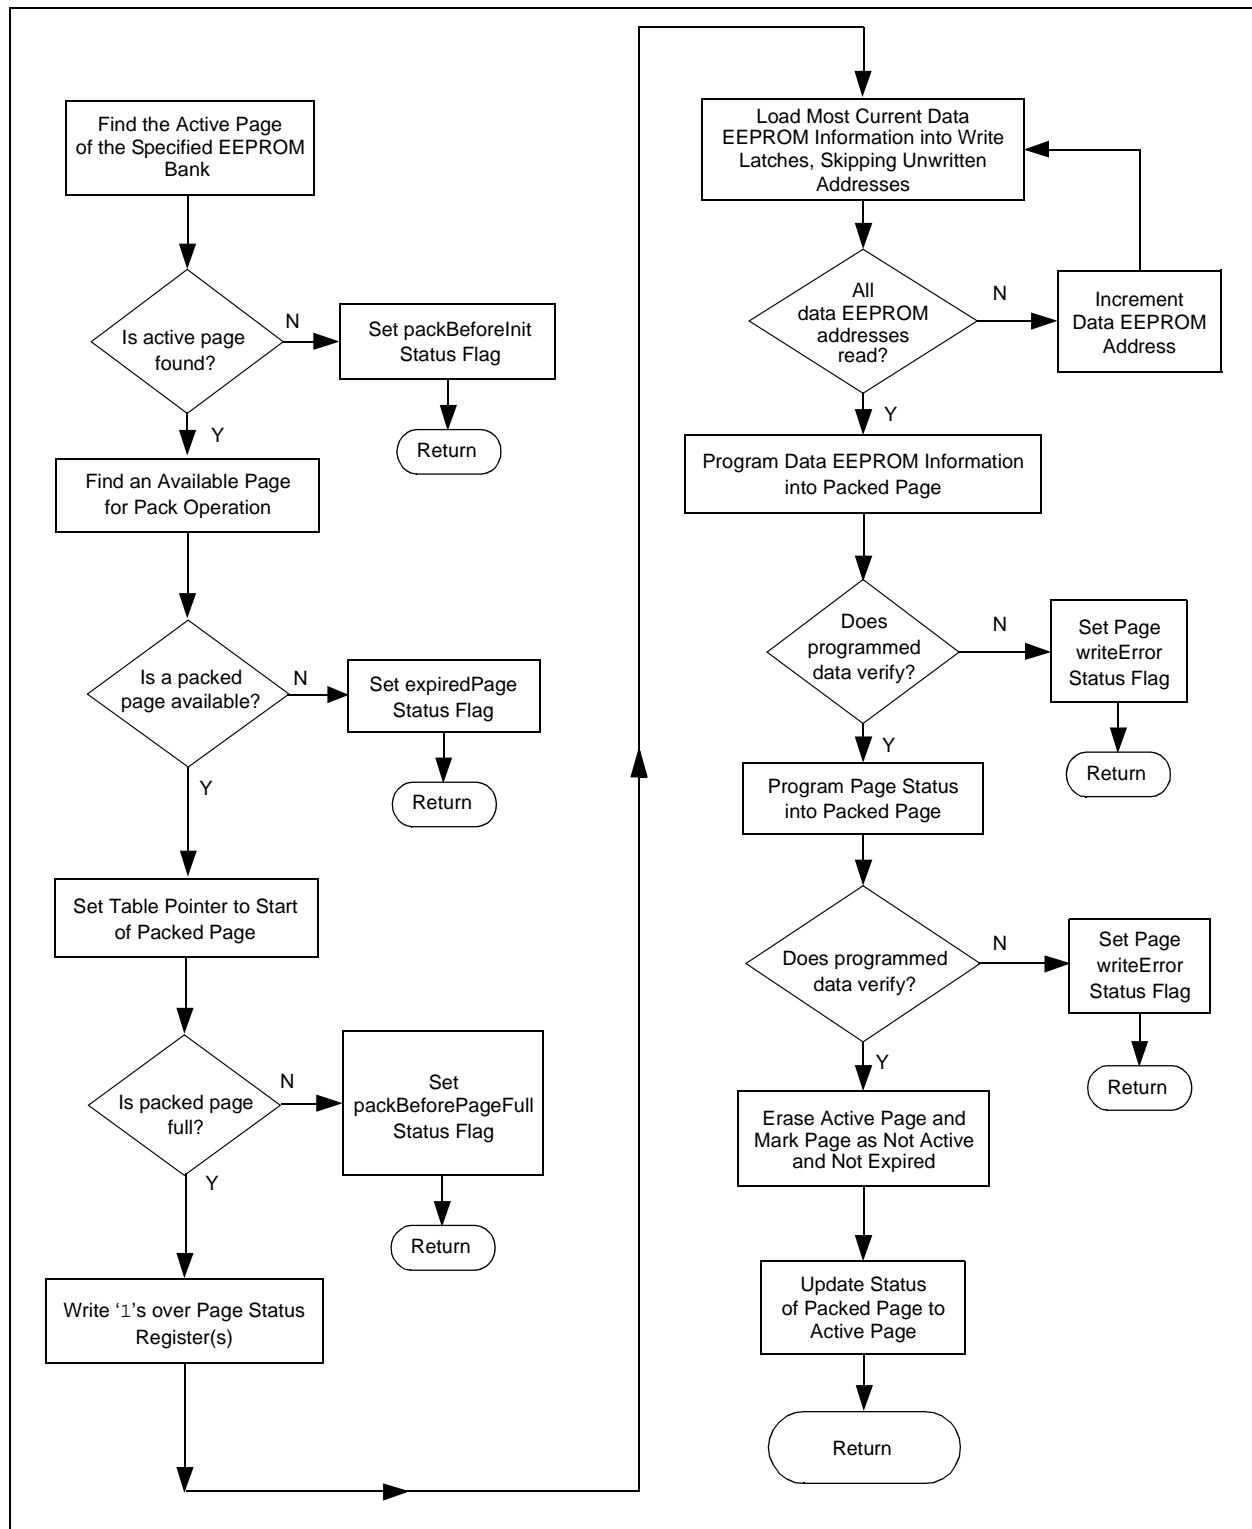 Find the Active Page
of the Specified EEPROM
Bank
Is active page
found?
N
Set packBeforeInit
Status Flag
Return
Y
Find an Available Page
for Pack Operation
Is a packed
page available?
N
Set expiredPage
Status Flag
Return
Y
Set Table Pointer to Start
of Packed Page
Is packed page
full?
N
Set
packBeforePageFull
Status Flag
Return
Y
Write ‘1’s over Page Status
Register(s)
Load Most Current Data
EEPROM Information into Write
Latches, Skipping Unwritten
Addresses
All
data EEPROM
addresses
read?
N
Increment
Data EEPROM
Address
Y
Program Data EEPROM Information
into Packed Page
Does
programmed
data verify?
N
Set Page
writeError
Status Flag
Return
Y
Program Page Status
into Packed Page
Does programmed
data verify?
N
Set Page
writeError
Status Flag
Return
Y
Erase Active Page and
Mark Page as Not Active
and Not Expired
Update Status
of Packed Page to
Active Page
Return